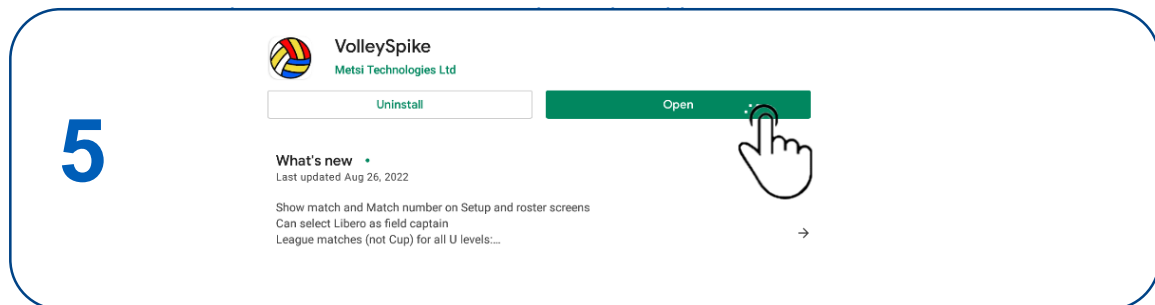 5
VolleySpike
Metsi Technologies Ltd
Uninstall
Open
What's new •
Last updated Aug 26, 2022
Show match and Match number on Setup and roster screens
Can select Libero as field captain
League matches (not Cup) for all U levels:...
→